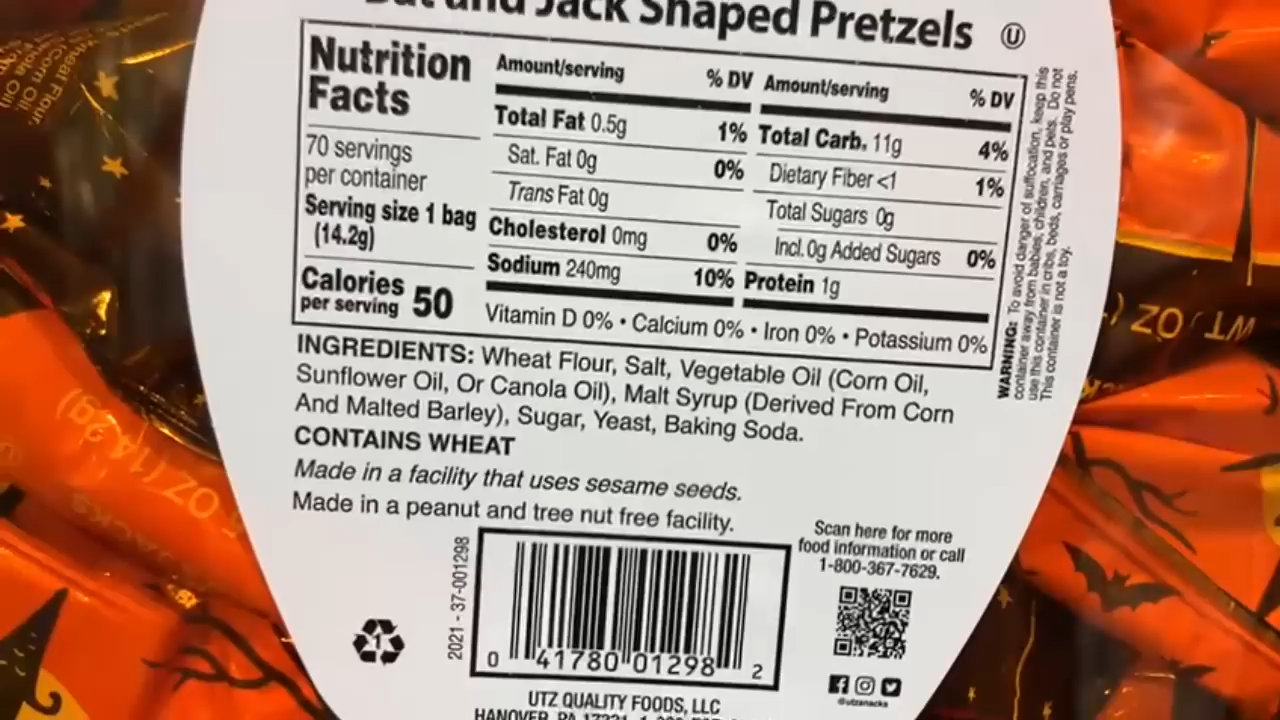 Bat and Jack Shaped Pretzels U
Nutrition
Facts
70 servings
per container
Serving size 1 bag
(14.2g)
Calories
per serving 50
Amount/serving % DV
Total Fat 0.5g 1%
Sat. Fat 0g 0%
Trans Fat 0g
Cholesterol 0mg 0%
Sodium 240mg 10%
Amount/serving % DV
Total Carb. 11g 4%
Dietary Fiber <1 1%
Total Sugars 0g
Incl. 0g Added Sugars 0%
Protein 1g
Vitamin D 0% • Calcium 0% • Iron 0% • Potassium 0%
WARNING: To avoid danger of suffocation, keep this
container away from babies, children, and pets. Do not
use this container in cribs, beds, carriages or play pens.
This container is not a toy.
INGREDIENTS: Wheat Flour, Salt, Vegetable Oil (Corn Oil,
Sunflower Oil, Or Canola Oil), Malt Syrup (Derived From Corn
And Malted Barley), Sugar, Yeast, Baking Soda.
CONTAINS WHEAT
Made in a facility that uses sesame seeds.
Made in a peanut and tree nut free facility.
2021 - 37-001298
1
0 41780 01298 2
Scan here for more
food information or call
1-800-367-7629.
@utzsnacks
UTZ QUALITY FOODS, LLC
HANOVER, PA 17331
OZ (14.2g)
JACKS
WT
OZ (